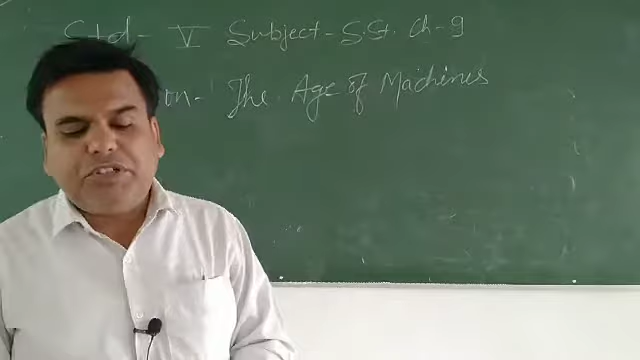 Std- V Subject- S.St. Ch-9
on- The Age of Machines